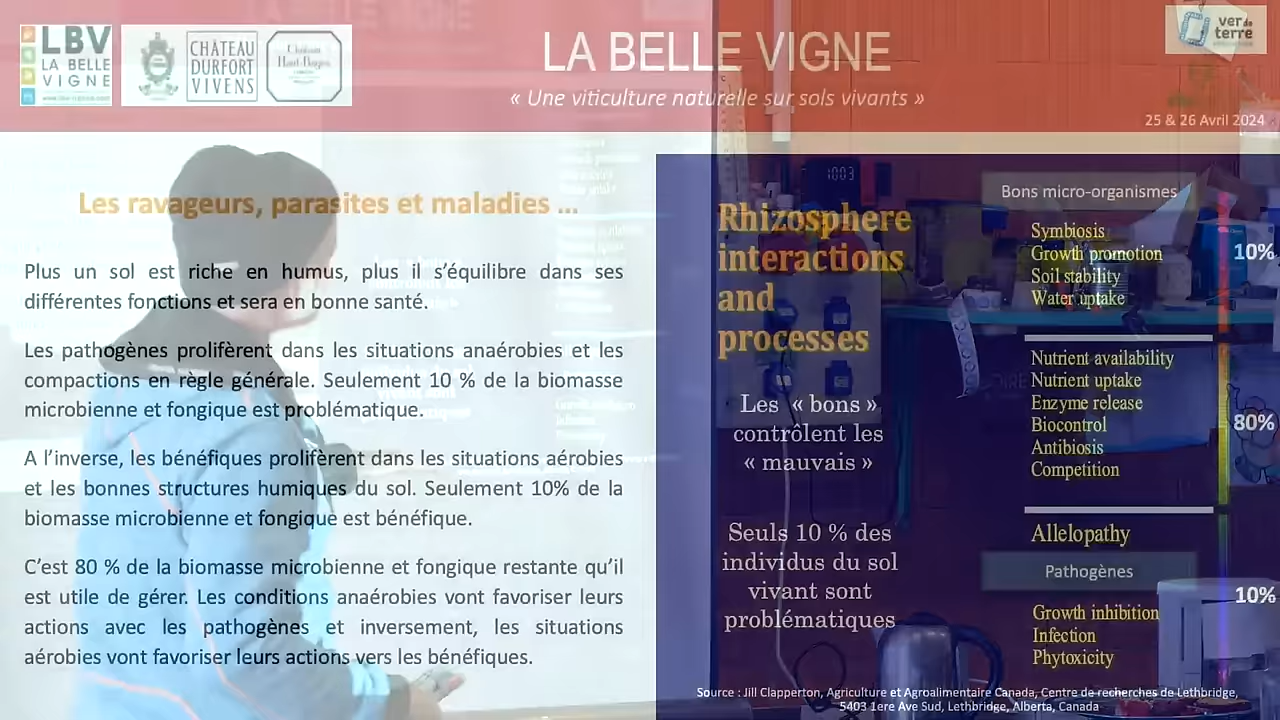 LBV
LA BELLE
VIGNE
CHÂTEAU
DURFORT
VIVENS
LA BELLE VIGNE
« Une viticulture naturelle sur sols vivants »
ver de
terre
25 & 26 Avril 2024
Les ravageurs, parasites et maladies ...
Plus un sol est riche en humus, plus il s’équilibre dans ses
différentes fonctions et sera en bonne santé.
Les pathogènes prolifèrent dans les situations anaérobies et les
compactions en règle générale. Seulement 10 % de la biomasse
microbienne et fongique est problématique.
A l’inverse, les bénéfiques prolifèrent dans les situations aérobies
et les bonnes structures humiques du sol. Seulement 10% de la
biomasse microbienne et fongique est bénéfique.
C’est 80 % de la biomasse microbienne et fongique restante qu’il
est utile de gérer. Les conditions anaérobies vont favoriser leurs
actions avec les pathogènes et inversement, les situations
aérobies vont favoriser leurs actions vers les bénéfiques.
Rhizosphere
interactions
and
processes
Les « bons »
contrôlent les
« mauvais »
Seuls 10 % des
individus du sol
vivant sont
problématiques
Bons micro-organismes
Symbiosis
Growth promotion
Soil stability
Water uptake
10%
Nutrient availability
Nutrient uptake
Enzyme release
Biocontrol
Antibiosis
Competition
80%
Allelopathy
Pathogènes
Growth inhibition
Infection
Phytoxicity
10%
Source : Jill Clapperton, Agriculture et Agroalimentaire Canada, Centre de recherches de Lethbridge,
5403 1ere Ave Sud, Lethbridge, Alberta, Canada